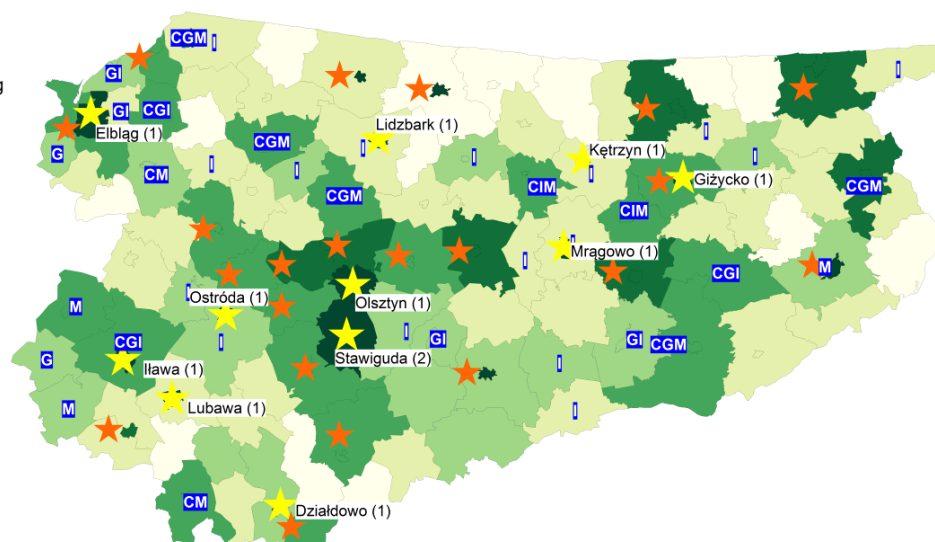 CGM
I
g
GI
I
GI
CGI
Elbląg (1)
Lidzbark (1)
I
CGM
G
I
I
I
I
Kętrzyn (1)
CM
I
I
CIM
Giżycko (1)
CGM
CGM
CIM
I
Mrągowo (1)
I
M
CGI
I
Ostróda (1)
Olsztyn (1)
M
I
I
GI
GI
CGI
CGM
G
Stawiguda (2)
I
Iława (1)
M
Lubawa (1)
I
CM
Działdowo (1)